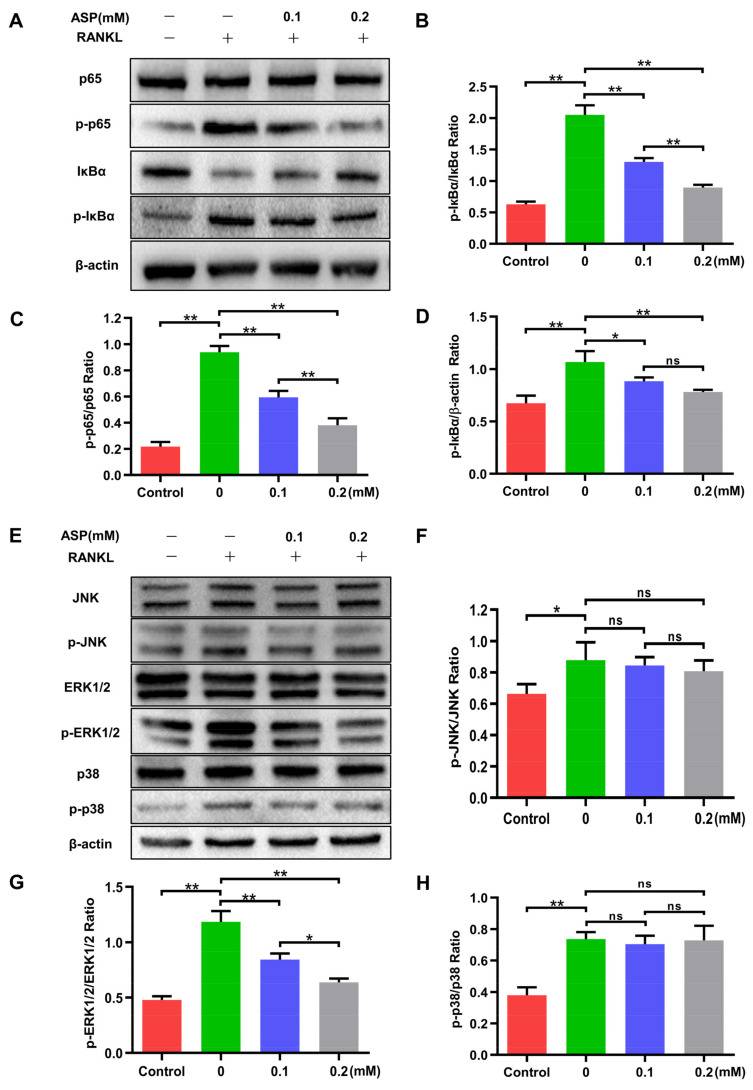 A
ASP(mM) − − 0.1 0.2
RANKL − + + +
p65
p-p65
IκBα
p-IκBα
β-actin
B
p-IκBα/IκBα Ratio
2.5
2.0
1.5
1.0
0.5
0.0
** ** ** **
Control 0 0.1 0.2(mM)
C
p-p65/p65 Ratio
1.2
1.0
0.8
0.6
0.4
0.2
0.0
** ** ** **
Control 0 0.1 0.2(mM)
D
p-IκBα/β-actin Ratio
1.5
1.0
0.5
0.0
** ** * ns
Control 0 0.1 0.2(mM)
E
ASP(mM) − − 0.1 0.2
RANKL − + + +
JNK
p-JNK
ERK1/2
p-ERK1/2
p38
p-p38
β-actin
F
p-JNK/JNK Ratio
1.2
1.0
0.8
0.6
0.4
0.2
0.0
* ns ns ns
Control 0 0.1 0.2(mM)
G
p-ERK1/2/ERK1/2 Ratio
1.5
1.0
0.5
0.0
** ** ** *
Control 0 0.1 0.2(mM)
H
p-p38/p38 Ratio
1.0
0.8
0.6
0.4
0.2
0.0
** ns ns ns
Control 0 0.1 0.2(mM)